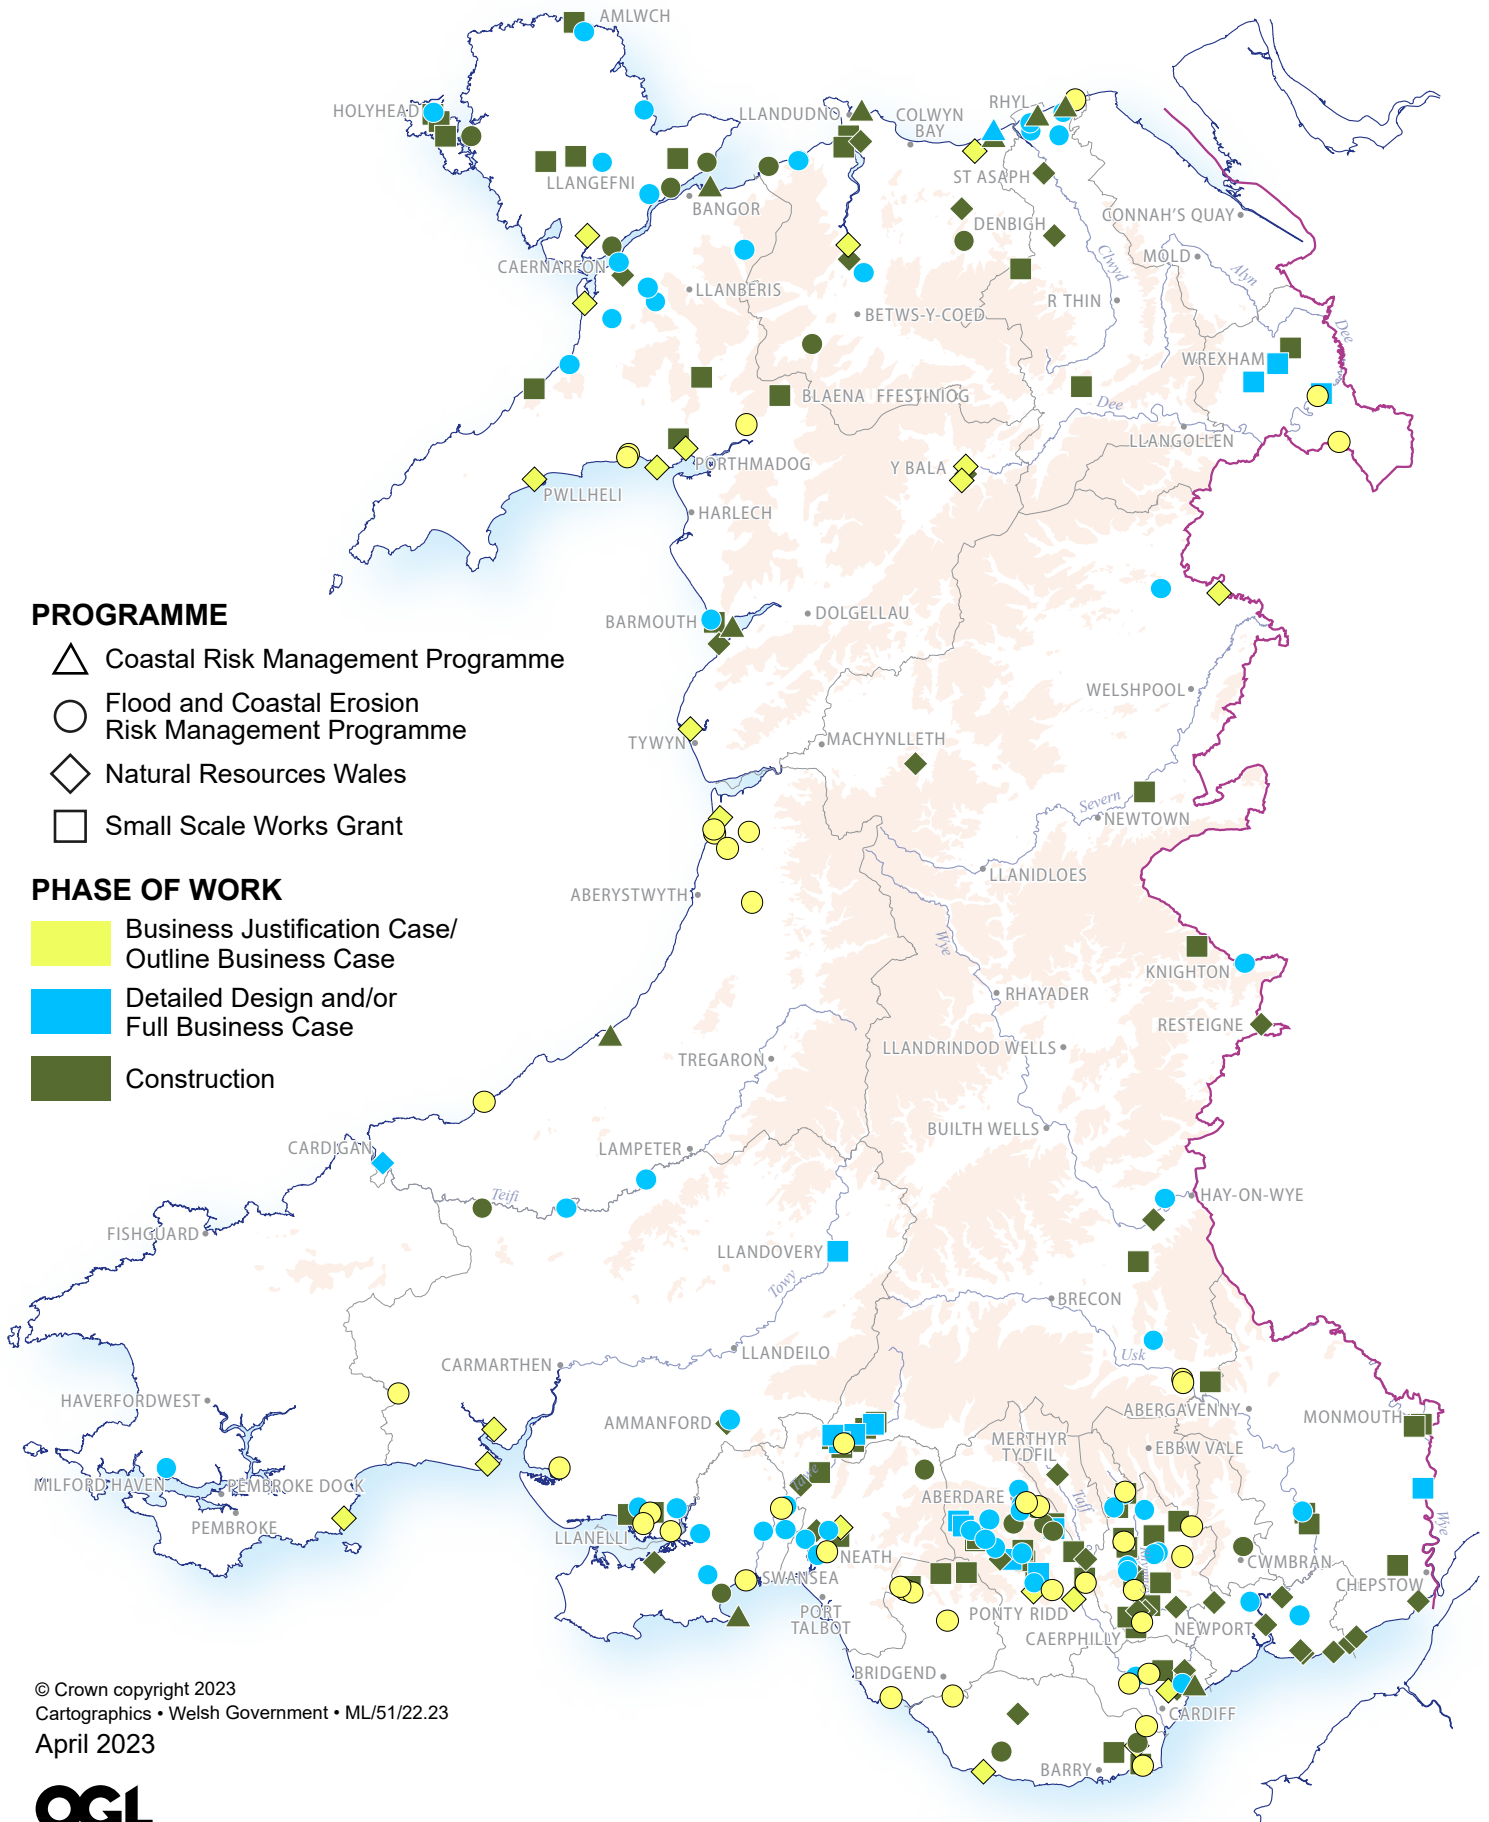 AMLWCH
HOLYHEAD
LLANDUDNO
COLWYN
BAY
RHYL
LLANGEFNI
BANGOR
ST ASAPH
DENBIGH
CONNAH'S QUAY
Clwyd
MOLD
Alyn
CAERNARFON
LLANBERIS
R THIN
BETWS-Y-COED
Dee
WREXHAM
BLAENA FFESTINIOG
Dee
LLANGOLLEN
PORTHMADOG
Y BALA
PWLLHELI
HARLECH
PROGRAMME
Coastal Risk Management Programme
Flood and Coastal Erosion
Risk Management Programme
Natural Resources Wales
Small Scale Works Grant
PHASE OF WORK
Business Justification Case/
Outline Business Case
Detailed Design and/or
Full Business Case
Construction
BARMOUTH
DOLGELLAU
WELSHPOOL
TYWYN
MACHYNLLETH
Severn
NEWTOWN
LLANIDLOES
ABERYSTWYTH
Wye
KNIGHTON
RHAYADER
RESTEIGNE
TREGARON
LLANDRINDOD WELLS
CARDIGAN
LAMPETER
BUILTH WELLS
Teifi
HAY-ON-WYE
FISHGUARD
LLANDOVERY
Towy
BRECON
Usk
CARMARTHEN
LLANDEILO
HAVERFORDWEST
AMMANFORD
ABERGAVENNY
MONMOUTH
MERTHYR
TYDFIL
EBBW VALE
MILFORD HAVEN
PEMBROKE DOCK
PEMBROKE
Tawe
ABERDARE
Taff
Wye
LLANELLI
NEATH
CWMBRAN
SWANSEA
CHEPSTOW
PORT
TALBOT
PONTY RIDD
CAERPHILLY
NEWPORT
BRIDGEND
CARDIFF
BARRY
© Crown copyright 2023
Cartographics • Welsh Government • ML/51/22.23
April 2023
OGL